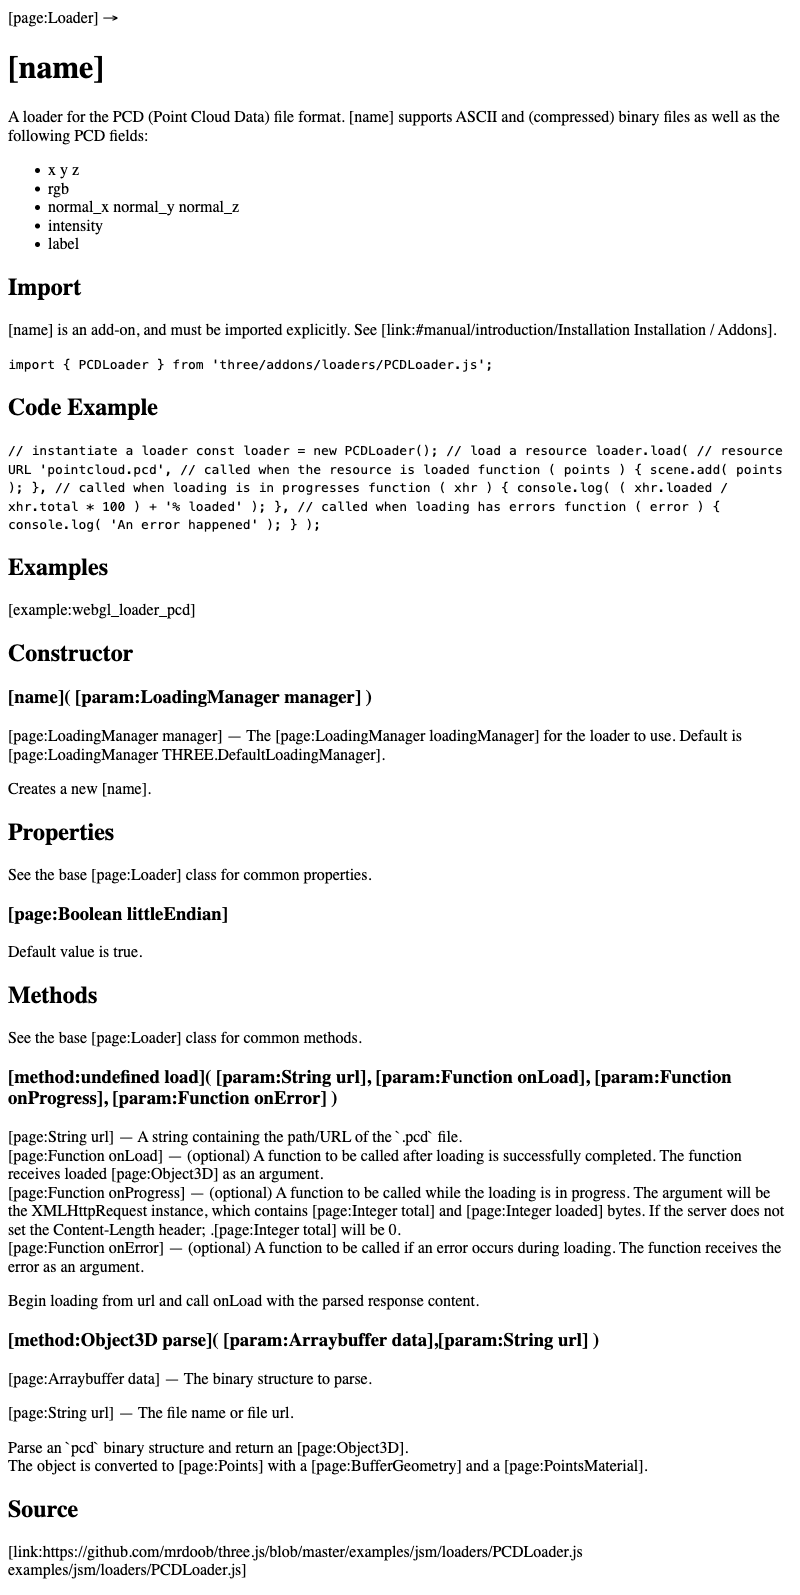 [page:Loader] →
[name]
A loader for the PCD (Point Cloud Data) file format. [name] supports ASCII and (compressed) binary files as well as the
following PCD fields:
• x y z
• rgb
• normal_x normal_y normal_z
• intensity
• label
Import
[name] is an add-on, and must be imported explicitly. See [link:#manual/introduction/Installation Installation / Addons].
import { PCDLoader } from 'three/addons/loaders/PCDLoader.js';
Code Example
// instantiate a loader const loader = new PCDLoader(); // load a resource loader.load( // resource
URL 'pointcloud.pcd', // called when the resource is loaded function ( points ) { scene.add( points
); }, // called when loading is in progresses function ( xhr ) { console.log( ( xhr.loaded /
xhr.total * 100 ) + '% loaded' ); }, // called when loading has errors function ( error ) {
console.log( 'An error happened' ); } );
Examples
[example:webgl_loader_pcd]
Constructor
[name]( [param:LoadingManager manager] )
[page:LoadingManager manager] — The [page:LoadingManager loadingManager] for the loader to use. Default is
[page:LoadingManager THREE.DefaultLoadingManager].
Creates a new [name].
Properties
See the base [page:Loader] class for common properties.
[page:Boolean littleEndian]
Default value is true.
Methods
See the base [page:Loader] class for common methods.
[method:undefined load]( [param:String url], [param:Function onLoad], [param:Function
onProgress], [param:Function onError] )
[page:String url] — A string containing the path/URL of the `.pcd` file.
[page:Function onLoad] — (optional) A function to be called after loading is successfully completed. The function
receives loaded [page:Object3D] as an argument.
[page:Function onProgress] — (optional) A function to be called while the loading is in progress. The argument will be
the XMLHttpRequest instance, which contains [page:Integer total] and [page:Integer loaded] bytes. If the server does not
set the Content-Length header; .[page:Integer total] will be 0.
[page:Function onError] — (optional) A function to be called if an error occurs during loading. The function receives the
error as an argument.
Begin loading from url and call onLoad with the parsed response content.
[method:Object3D parse]( [param:Arraybuffer data],[param:String url] )
[page:Arraybuffer data] — The binary structure to parse.
[page:String url] — The file name or file url.
Parse an `pcd` binary structure and return an [page:Object3D].
The object is converted to [page:Points] with a [page:BufferGeometry] and a [page:PointsMaterial].
Source
[link:https://github.com/mrdoob/three.js/blob/master/examples/jsm/loaders/PCDLoader.js
examples/jsm/loaders/PCDLoader.js]